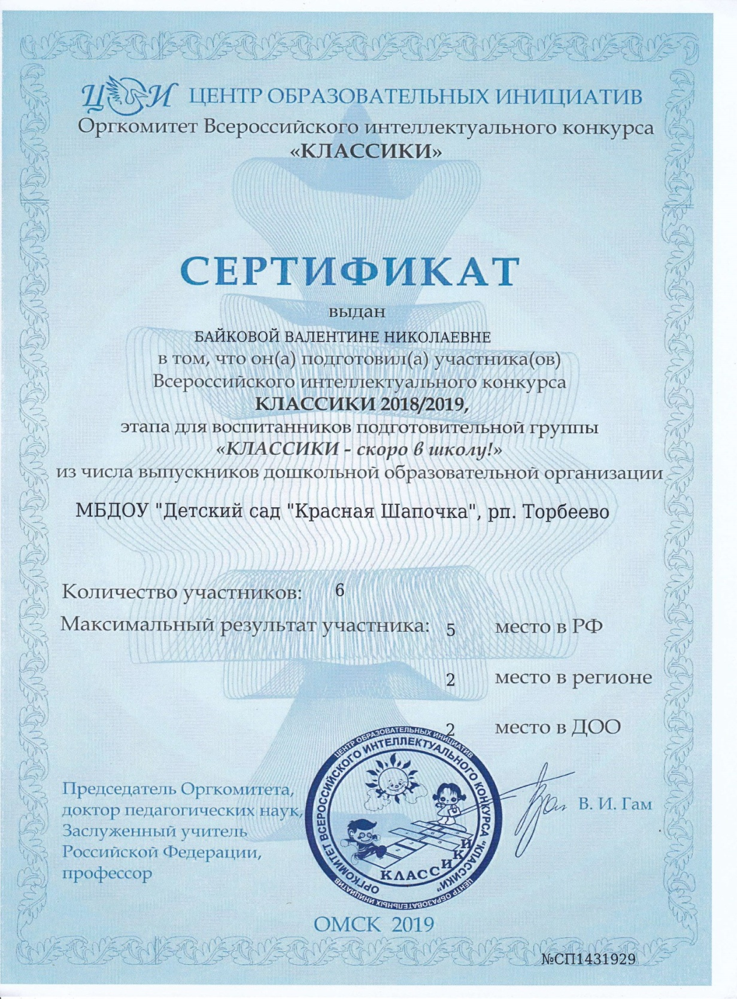 ЦОИ ЦЕНТР ОБРАЗОВАТЕЛЬНЫХ ИНИЦИАТИВ
Оргкомитет Всероссийского интеллектуального конкурса
«КЛАССИКИ»
СЕРТИФИКАТ
выдан
БАЙКОВОЙ ВАЛЕНТИНЕ НИКОЛАЕВНЕ
в том, что он(а) подготовил(а) участника(ов)
Всероссийского интеллектуального конкурса
КЛАССИКИ 2018/2019,
этапа для воспитанников подготовительной группы
«КЛАССИКИ - скоро в школу!»
из числа выпускников дошкольной образовательной организации
МБДОУ "Детский сад "Красная Шапочка", рп. Торбеево
Количество участников: 6
Максимальный результат участника: 5 место в РФ
2 место в регионе
2 место в ДОО
Председатель Оргкомитета,
доктор педагогических наук,
Заслуженный учитель
Российской Федерации,
профессор
В. И. Гам
ЦЕНТР ОБРАЗОВАТЕЛЬНЫХ ИНИЦИАТИВ
ОРГКОМИТЕТ ВСЕРОССИЙСКОГО ИНТЕЛЛЕКТУАЛЬНОГО КОНКУРСА "КЛАССИКИ"
КЛАССИКИ
ЦЕНТР ОБРАЗОВАТЕЛЬНЫХ ИНИЦИАТИВ
ОМСК 2019
№СП1431929